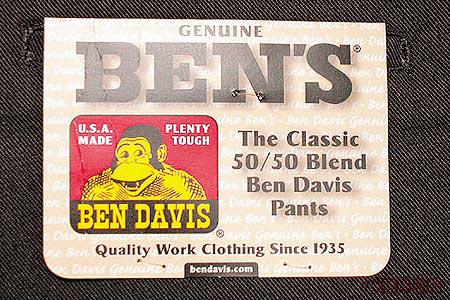 GENUINE
BEN'S®
U.S.A. PLENTY
MADE TOUGH
BEN DAVIS®
The Classic
50/50 Blend
Ben Davis
Pants
Quality Work Clothing Since 1935
bendavis.com